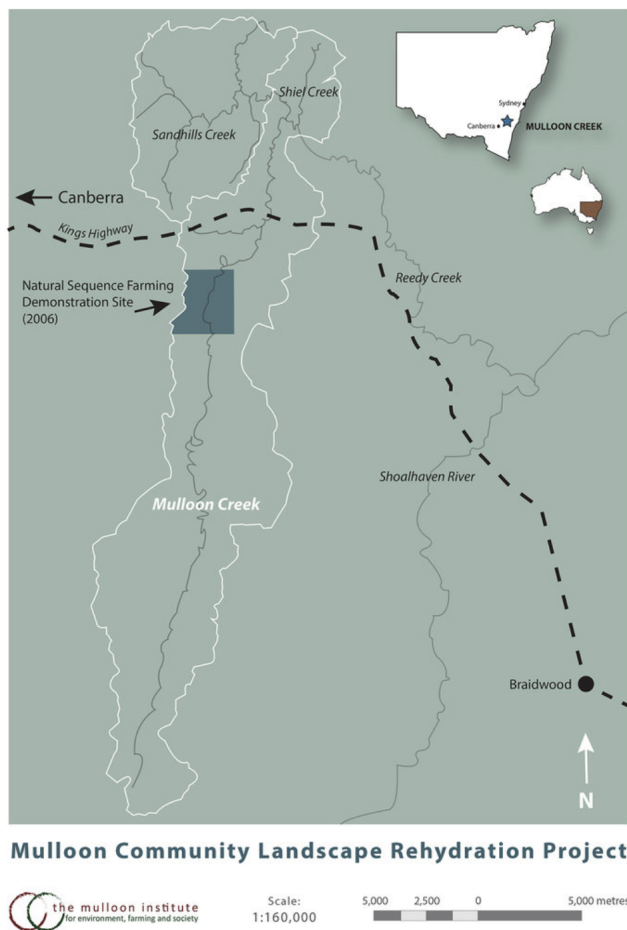 Shiel Creek
Sandhills Creek
Sydney
Canberra
MULLOON CREEK
Canberra
Kings Highway
Natural Sequence Farming
Demonstration Site
(2006)
Reedy Creek
Shoalhaven River
Mulloon Creek
Braidwood
N
Mulloon Community Landscape Rehydration Project
the mulloon institute
for environment, farming and society
Scale:
1:160,000
5,000 2,500 0 5,000 metres